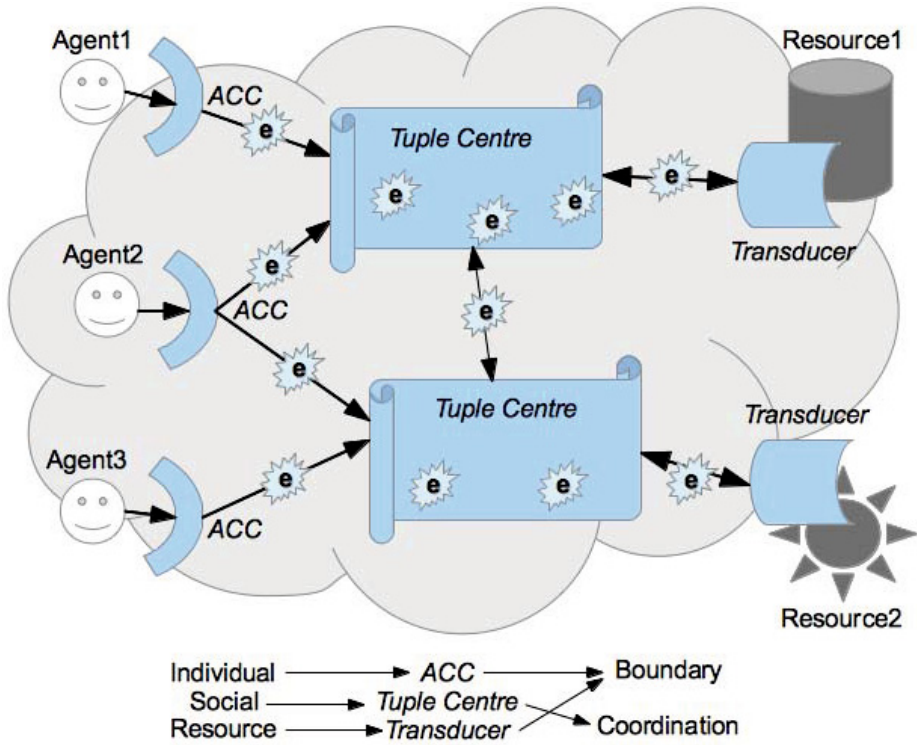 Agent1
ACC
e
Tuple Centre
e
e
e
e
Resource1
Transducer
Agent2
ACC
e
e
e
Tuple Centre
e
e
e
Transducer
Resource2
Agent3
ACC
e
Individual ACC Boundary
Social Tuple Centre
Resource Transducer Coordination